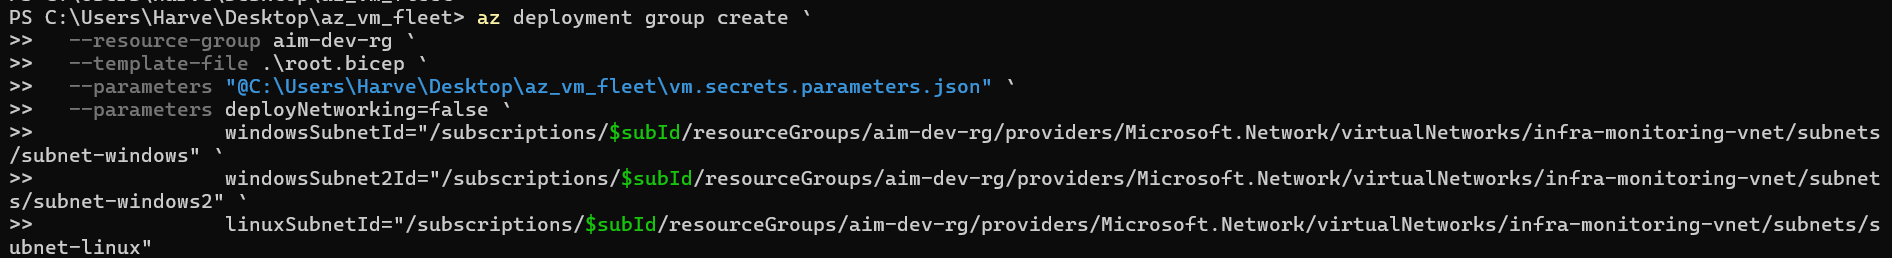 PS C:\Users\Harve\Desktop\az_vm_fleet> az deployment group create `
>>   --resource-group aim-dev-rg `
>>   --template-file .\root.bicep `
>>   --parameters "@C:\Users\Harve\Desktop\az_vm_fleet\vm.secrets.parameters.json" `
>>   --parameters deployNetworking=false `
>>                windowsSubnetId="/subscriptions/$subId/resourceGroups/aim-dev-rg/providers/Microsoft.Network/virtualNetworks/infra-monitoring-vnet/subnets
/subnet-windows" `
>>                windowsSubnet2Id="/subscriptions/$subId/resourceGroups/aim-dev-rg/providers/Microsoft.Network/virtualNetworks/infra-monitoring-vnet/subnet
s/subnet-windows2" `
>>                linuxSubnetId="/subscriptions/$subId/resourceGroups/aim-dev-rg/providers/Microsoft.Network/virtualNetworks/infra-monitoring-vnet/subnets/s
ubnet-linux"